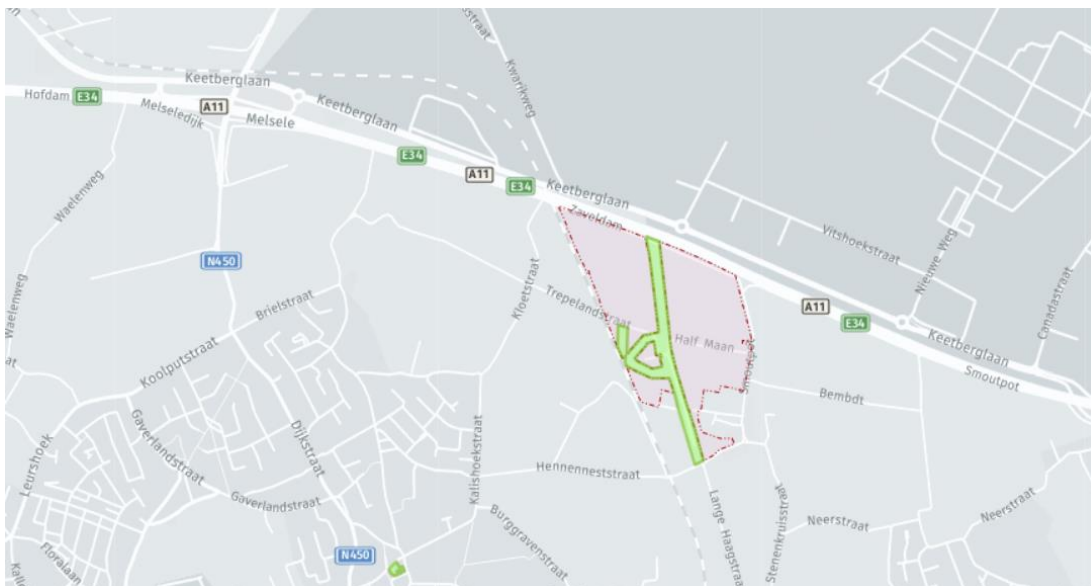 Kwarikweg
Keetberglaan
Hofdam
E34
A11
Keetberglaan
Melseledijk
Melsele
E34
A11
E34
Keetberglaan
Zaveldam
Waelenweg
Vitshoekstraat
Nieuwe Weg
Canadastraat
N450
Kloetstraat
Trepelandstraat
Brielstraat
Waelenweg
A11
E34
Half Maan
Smoutpot
Keetberglaan
Smoutpot
Koolputstraat
Bembdt
Leurshoek
Gaverlandstraat
Dijkstraat
Kalishoekstraat
Hennenneststraat
Gaverlandstraat
Burggravenstraat
Lange Haagstraat
Stenenkruisstraat
Neerstraat
Neerstraat
Floralaan
N450